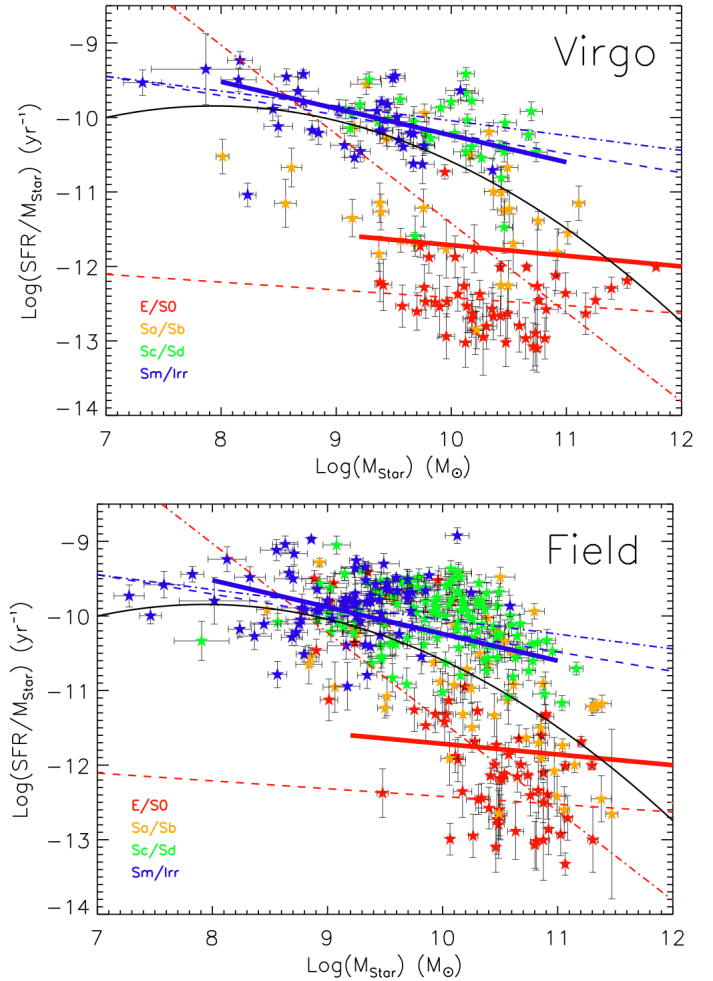 Virgo
−9
−10
−11
−12
−13
−14
Log(SFR/M_Star) (yr⁻¹)
E/S0
Sa/Sb
Sc/Sd
Sm/Irr
7 8 9 10 11 12
Log(M_Star) (M_⊙)
Field
−9
−10
−11
−12
−13
−14
Log(SFR/M_Star) (yr⁻¹)
E/S0
Sa/Sb
Sc/Sd
Sm/Irr
7 8 9 10 11 12
Log(M_Star) (M_⊙)